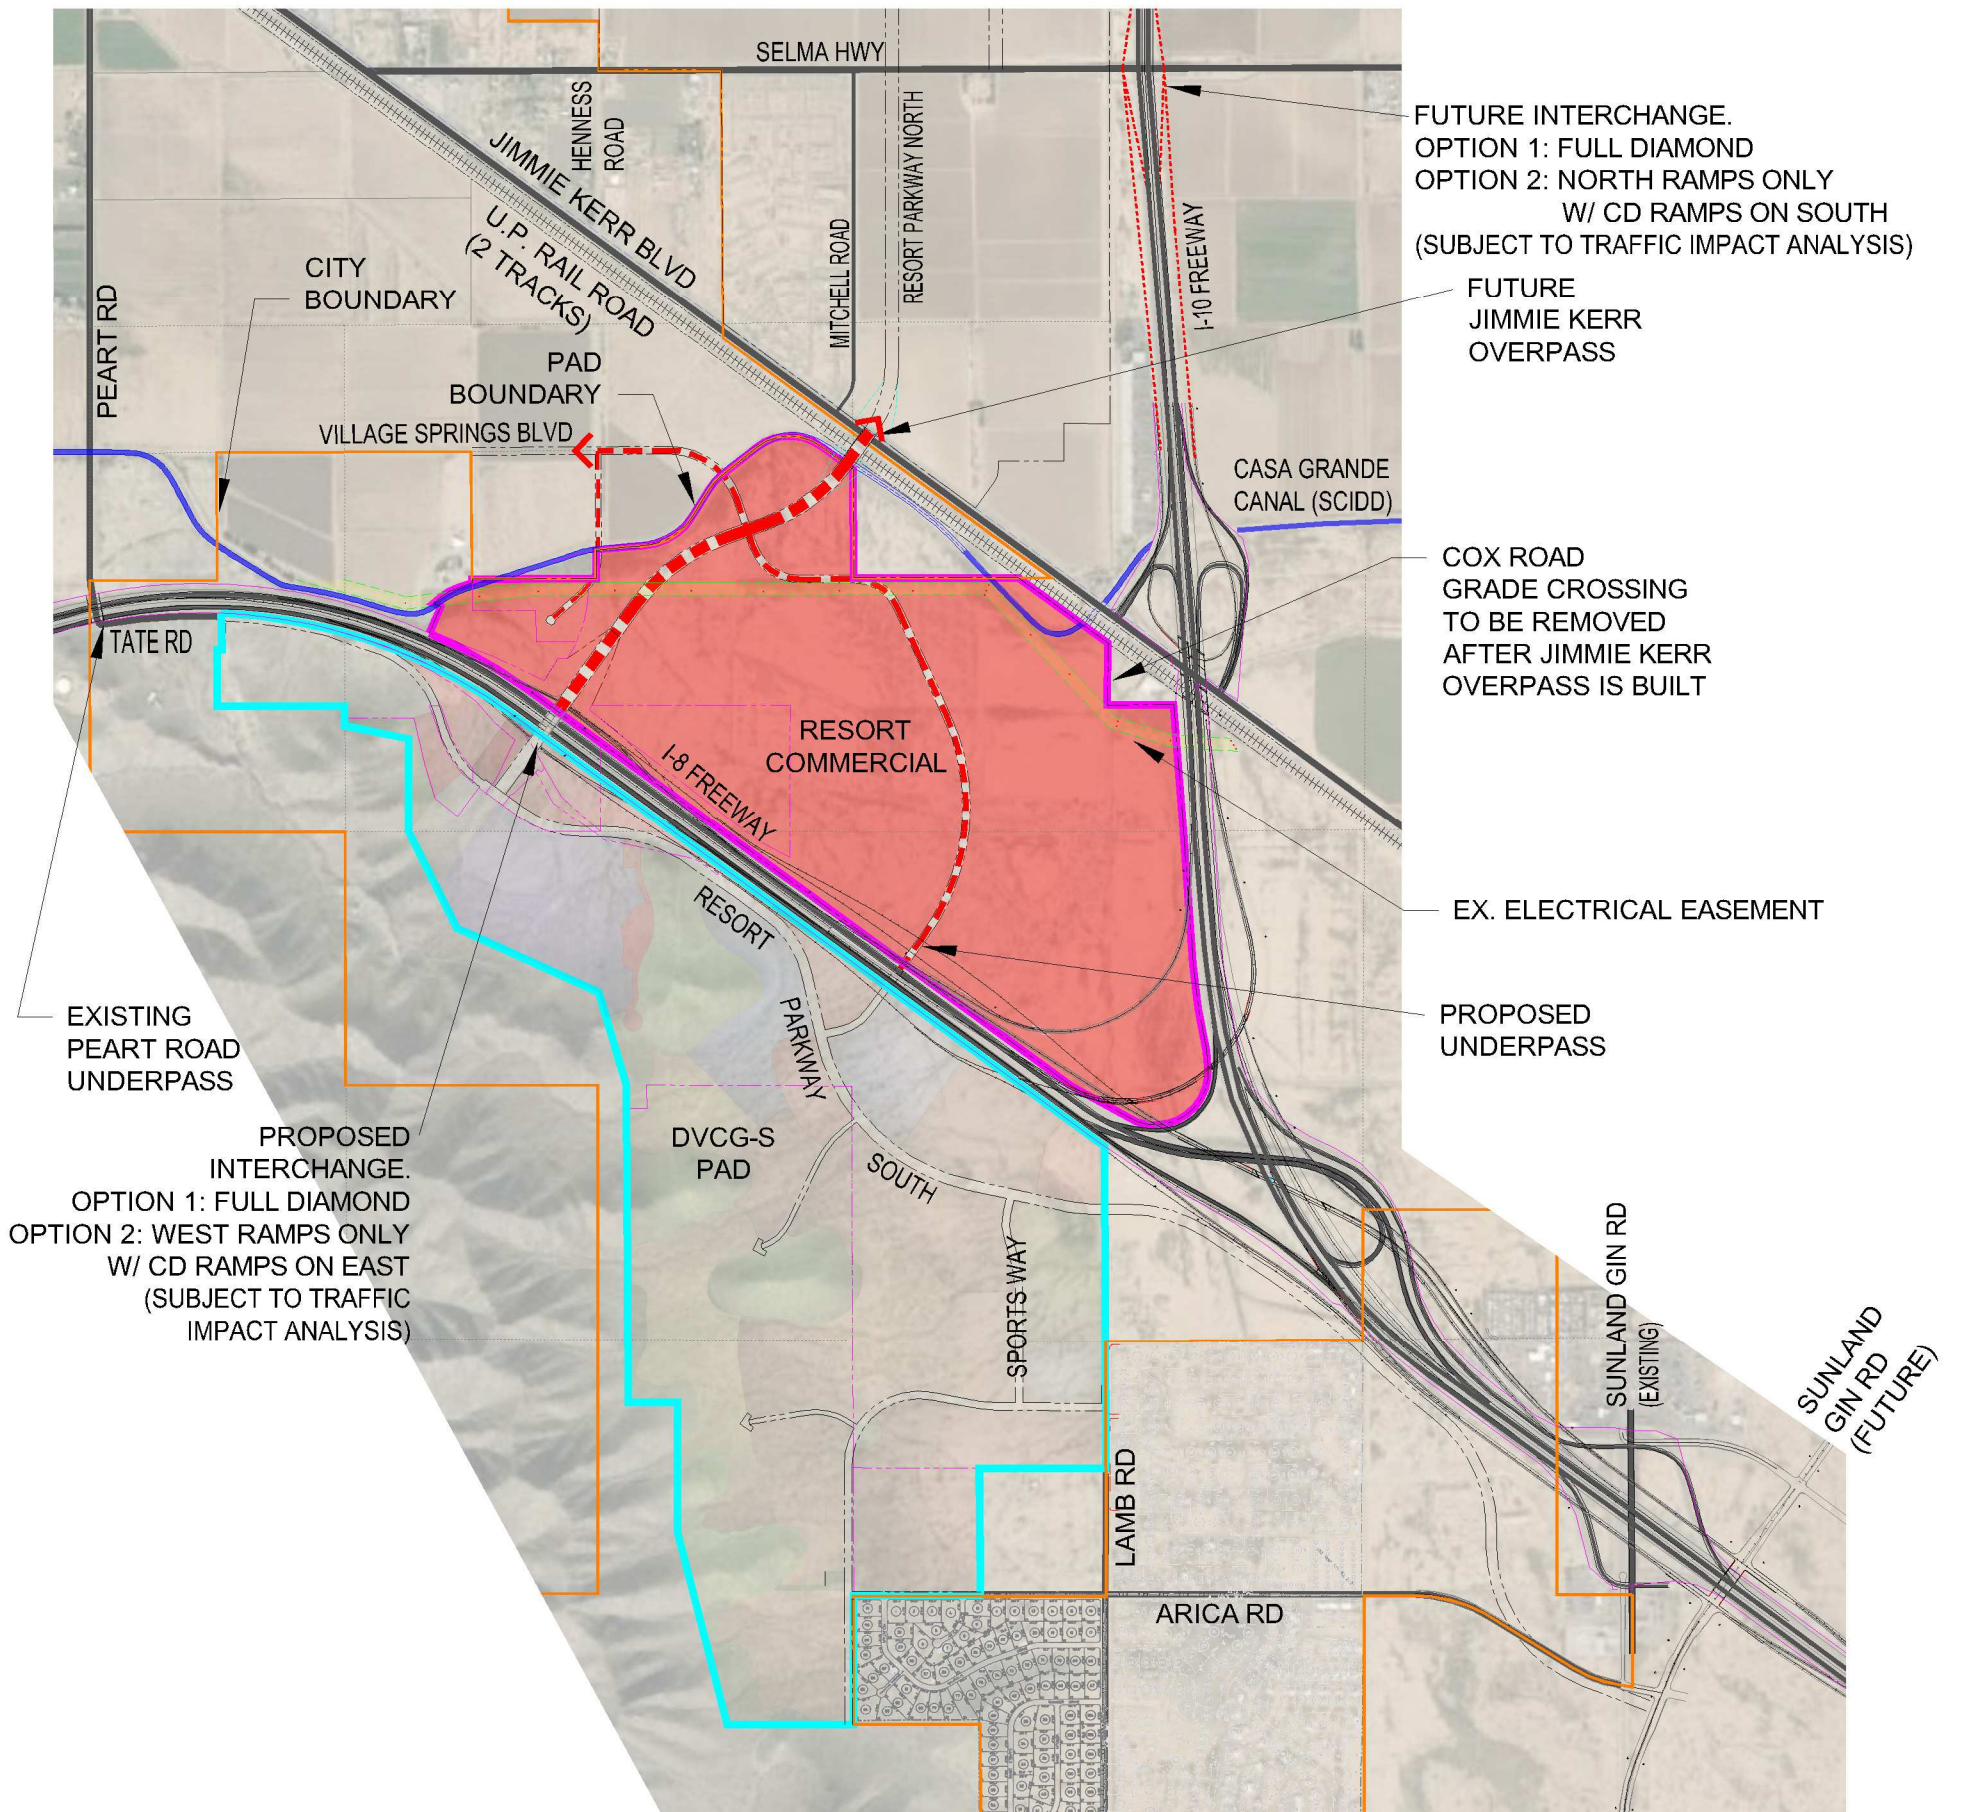 SELMA HWY
HENNESS
ROAD
RESORT PARKWAY NORTH
FUTURE INTERCHANGE.
OPTION 1: FULL DIAMOND
OPTION 2: NORTH RAMPS ONLY
W/ CD RAMPS ON SOUTH
(SUBJECT TO TRAFFIC IMPACT ANALYSIS)
JIMMIE KERR BLVD
U.P. RAIL ROAD
(2 TRACKS)
MITCHELL ROAD
I-10 FREEWAY
CITY
BOUNDARY
FUTURE
JIMMIE KERR
OVERPASS
PEART RD
PAD
BOUNDARY
VILLAGE SPRINGS BLVD
CASA GRANDE
CANAL (SCIDD)
COX ROAD
GRADE CROSSING
TO BE REMOVED
AFTER JIMMIE KERR
OVERPASS IS BUILT
TATE RD
RESORT
COMMERCIAL
I-8 FREEWAY
EX. ELECTRICAL EASEMENT
RESORT
PARKWAY
SOUTH
EXISTING
PEART ROAD
UNDERPASS
PROPOSED
UNDERPASS
PROPOSED
INTERCHANGE.
OPTION 1: FULL DIAMOND
OPTION 2: WEST RAMPS ONLY
W/ CD RAMPS ON EAST
(SUBJECT TO TRAFFIC
IMPACT ANALYSIS)
DVCG-S
PAD
SPORTS WAY
SUNLAND GIN RD
(EXISTING)
SUNLAND
GIN RD
(FUTURE)
LAMB RD
ARICA RD